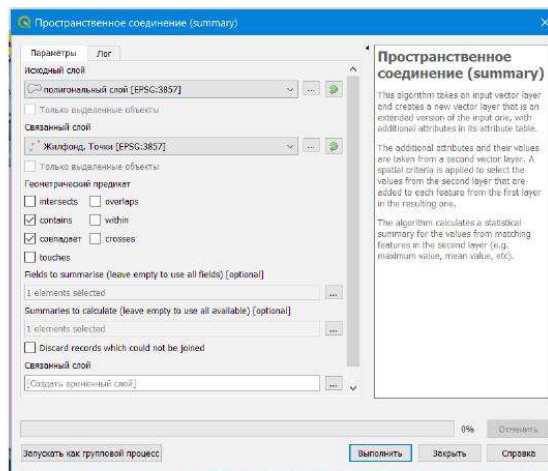 Пространственное соединение (summary)
Параметры
Лог
Исходный слой
полигональный слой [EPSG:3857]
...
Только выделенные объекты
Связанный слой
Жилфонд. Точки [EPSG:3857]
...
Только выделенные объекты
Геометрический предикат
intersects overlaps
contains within
совпадает crosses
touches
Fields to summarise (leave empty to use all fields) [optional]
1 elements selected
...
Summaries to calculate (leave empty to use all available) [optional]
1 elements selected
...
Discard records which could not be joined
Связанный слой
[Создать временный слой]
...
Пространственное
соединение (summary)
This algorithm takes an input vector layer
and creates a new vector layer that is an
extended version of the input one, with
additional attributes in its attribute table.
The additional attributes and their values
are taken from a second vector layer. A
spatial criteria is applied to select the
values from the second layer that are
added to each feature from the first layer
in the resulting one.
The algorithm calculates a statistical
summary for the values from matching
features in the second layer (e.g.
maximum value, mean value, etc).
0%
Отменить
Запускать как групповой процесс
Выполнить
Закрыть
Справка